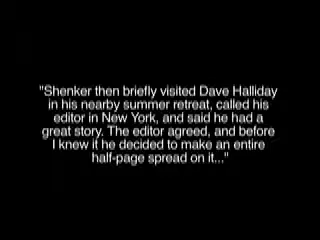 "Shenker then briefly visited Dave Halliday
in his nearby summer retreat, called his
editor in New York, and said he had a
great story. The editor agreed, and before
I knew it he decided to make an entire
half-page spread on it..."